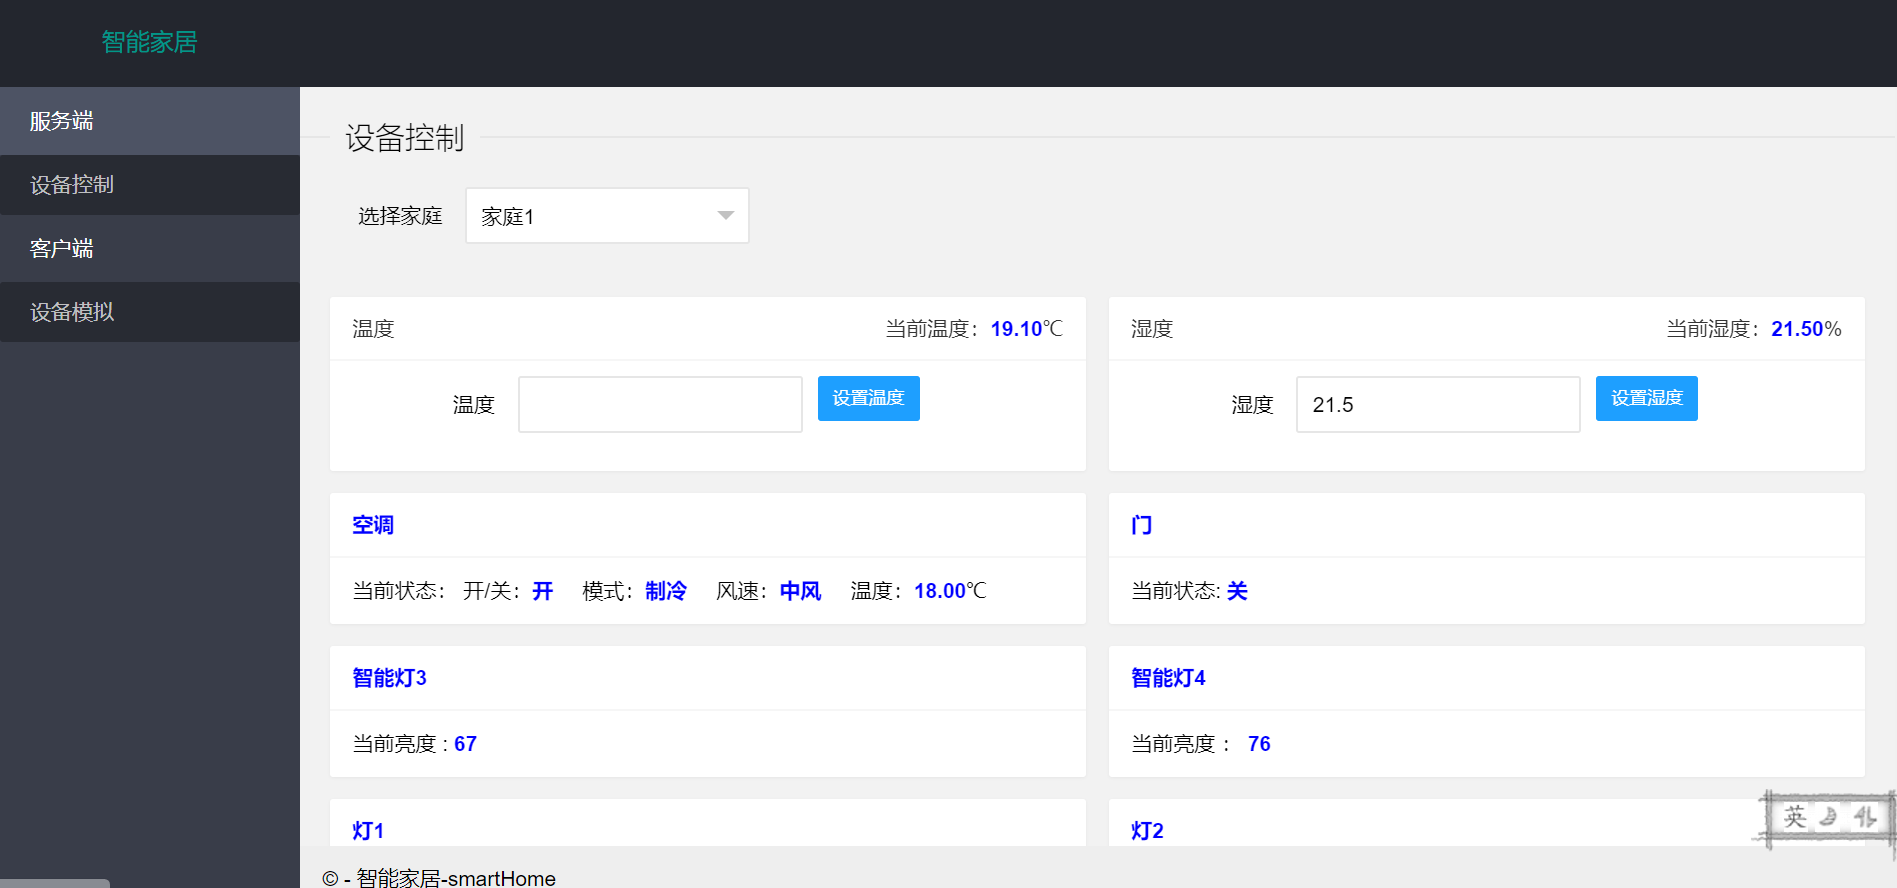 智能家居
服务端
设备控制
客户端
设备模拟
设备控制
选择家庭 家庭1
温度 当前温度：19.10℃
温度 设置温度
湿度 当前湿度：21.50%
湿度 21.5 设置湿度
空调
当前状态： 开/关：开 模式：制冷 风速：中风 温度：18.00℃
门
当前状态: 关
智能灯3
当前亮度 : 67
智能灯4
当前亮度 ： 76
灯1
灯2
英
© - 智能家居-smartHome